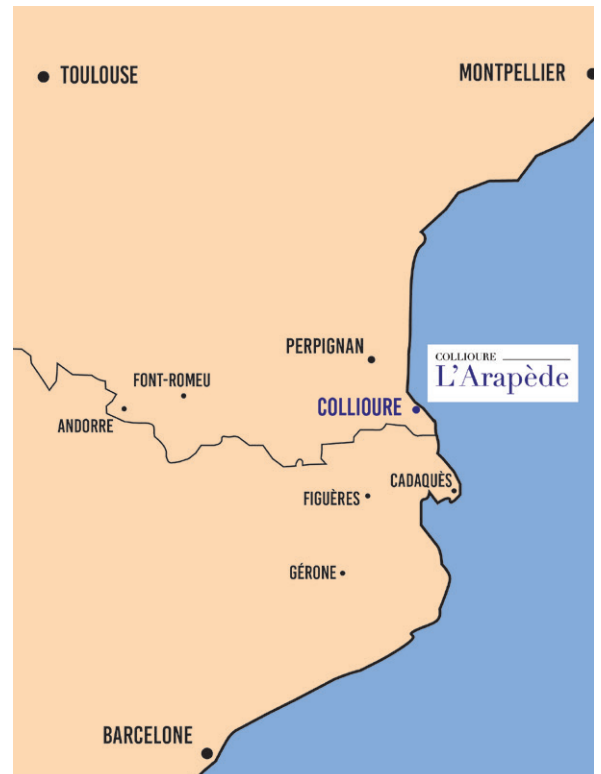 TOULOUSE
MONTPELLIER
PERPIGNAN
COLLIOURE
L'Arapède
FONT-ROMEU
COLLIOURE
ANDORRE
CADAQUÈS
FIGUÈRES
GÉRONE
BARCELONE